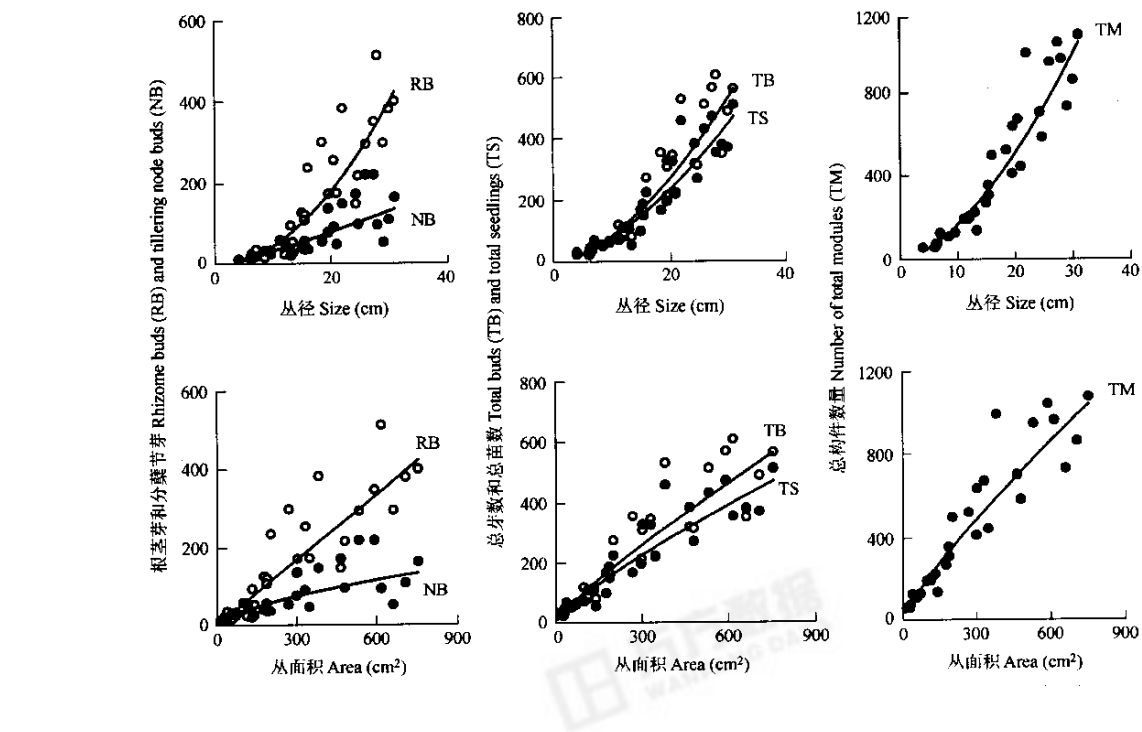 根茎芽和分蘖节芽 Rhizome buds (RB) and tillering node buds (NB)
600
400
200
0
0
20
40
RB
NB
丛径 Size (cm)
总芽数和总苗数 Total buds (TB) and total seedlings (TS)
800
600
400
200
0
0
20
40
TB
TS
丛径 Size (cm)
总构件数量 Number of total modules (TM)
1200
800
400
0
0
10
20
30
40
TM
丛径 Size (cm)
600
400
200
0
0
300
600
900
RB
NB
丛面积 Area (cm²)
800
600
400
200
0
0
300
600
900
TB
TS
丛面积 Area (cm²)
1200
800
400
0
0
300
600
900
TM
丛面积 Area (cm²)